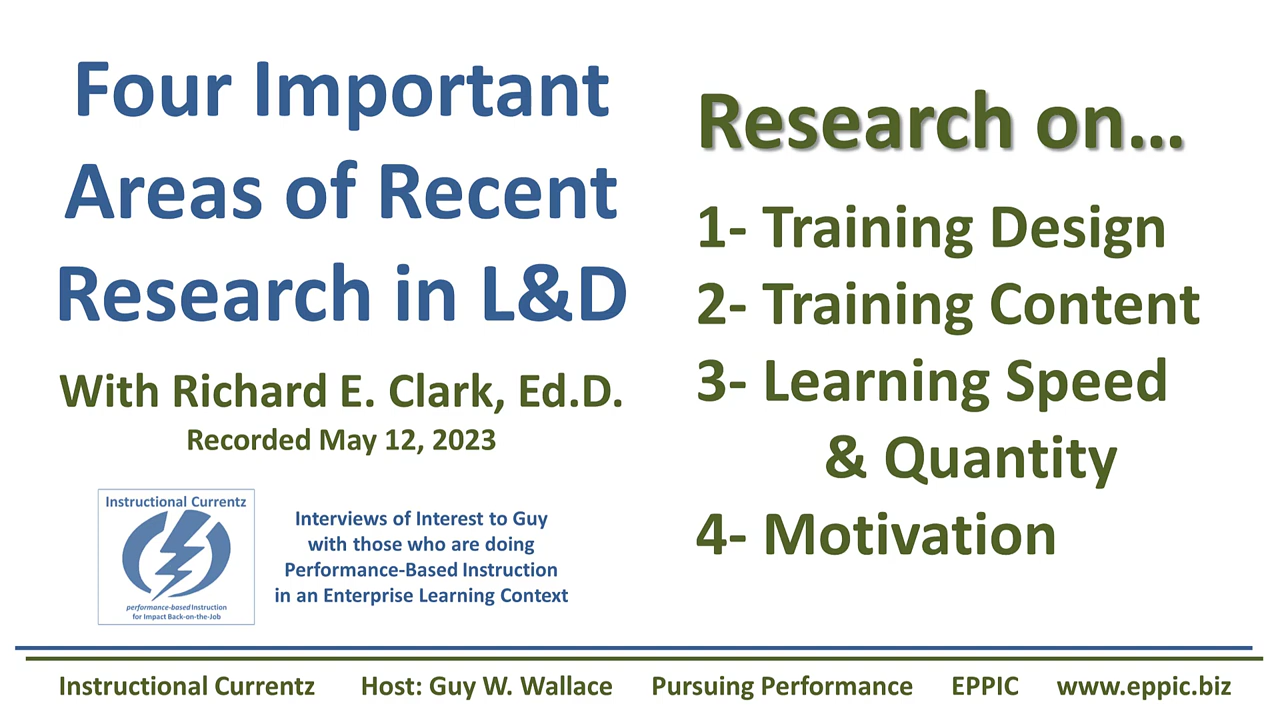 Four Important
Areas of Recent
Research in L&D
With Richard E. Clark, Ed.D.
Recorded May 12, 2023
Instructional Currentz
performance-based Instruction
for Impact Back-on-the-Job
Interviews of Interest to Guy
with those who are doing
Performance-Based Instruction
in an Enterprise Learning Context
Research on…
1- Training Design
2- Training Content
3- Learning Speed
& Quantity
4- Motivation
Instructional Currentz Host: Guy W. Wallace Pursuing Performance EPPIC www.eppic.biz